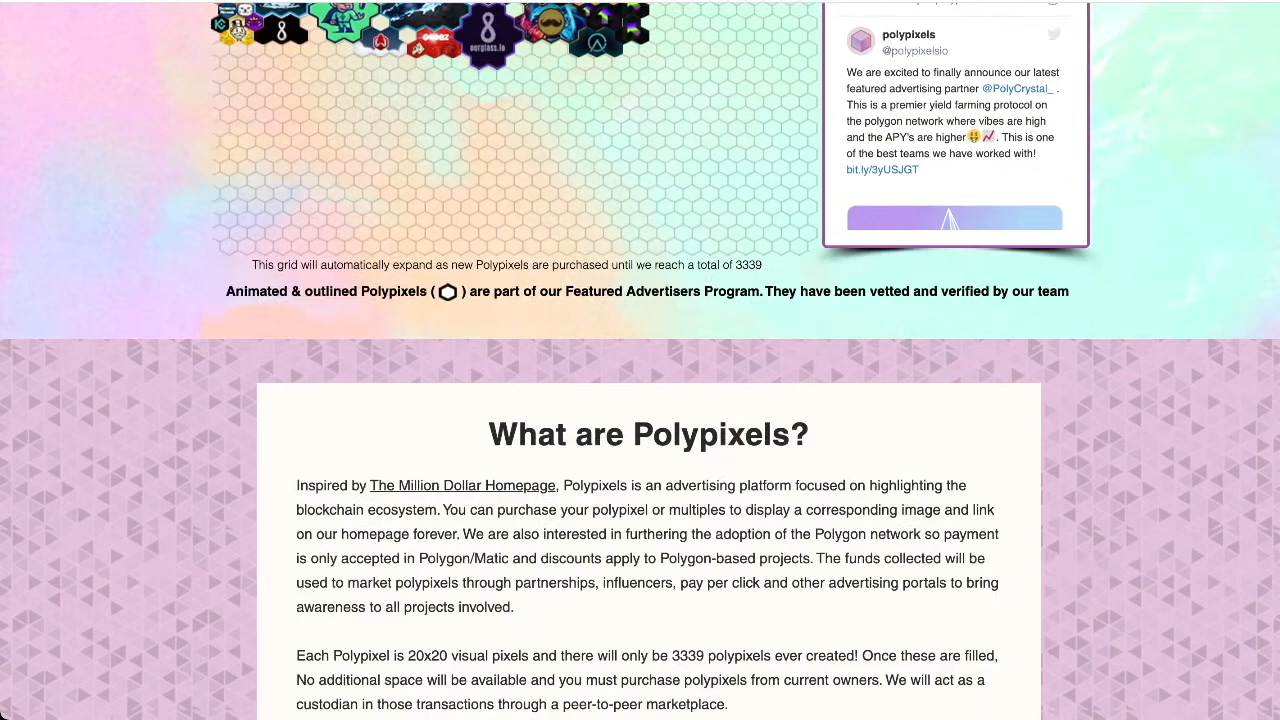 8
ourglass.io
polypixels
@polypixelsio
We are excited to finally announce our latest
featured advertising partner @PolyCrystal_ .
This is a premier yield farming protocol on
the polygon network where vibes are high
and the APY's are higher🤑📈. This is one
of the best teams we have worked with!
bit.ly/3yUSJGT
This grid will automatically expand as new Polypixels are purchased until we reach a total of 3339
Animated & outlined Polypixels ( ) are part of our Featured Advertisers Program. They have been vetted and verified by our team
What are Polypixels?
Inspired by The Million Dollar Homepage, Polypixels is an advertising platform focused on highlighting the
blockchain ecosystem. You can purchase your polypixel or multiples to display a corresponding image and link
on our homepage forever. We are also interested in furthering the adoption of the Polygon network so payment
is only accepted in Polygon/Matic and discounts apply to Polygon-based projects. The funds collected will be
used to market polypixels through partnerships, influencers, pay per click and other advertising portals to bring
awareness to all projects involved.
Each Polypixel is 20x20 visual pixels and there will only be 3339 polypixels ever created! Once these are filled,
No additional space will be available and you must purchase polypixels from current owners. We will act as a
custodian in those transactions through a peer-to-peer marketplace.